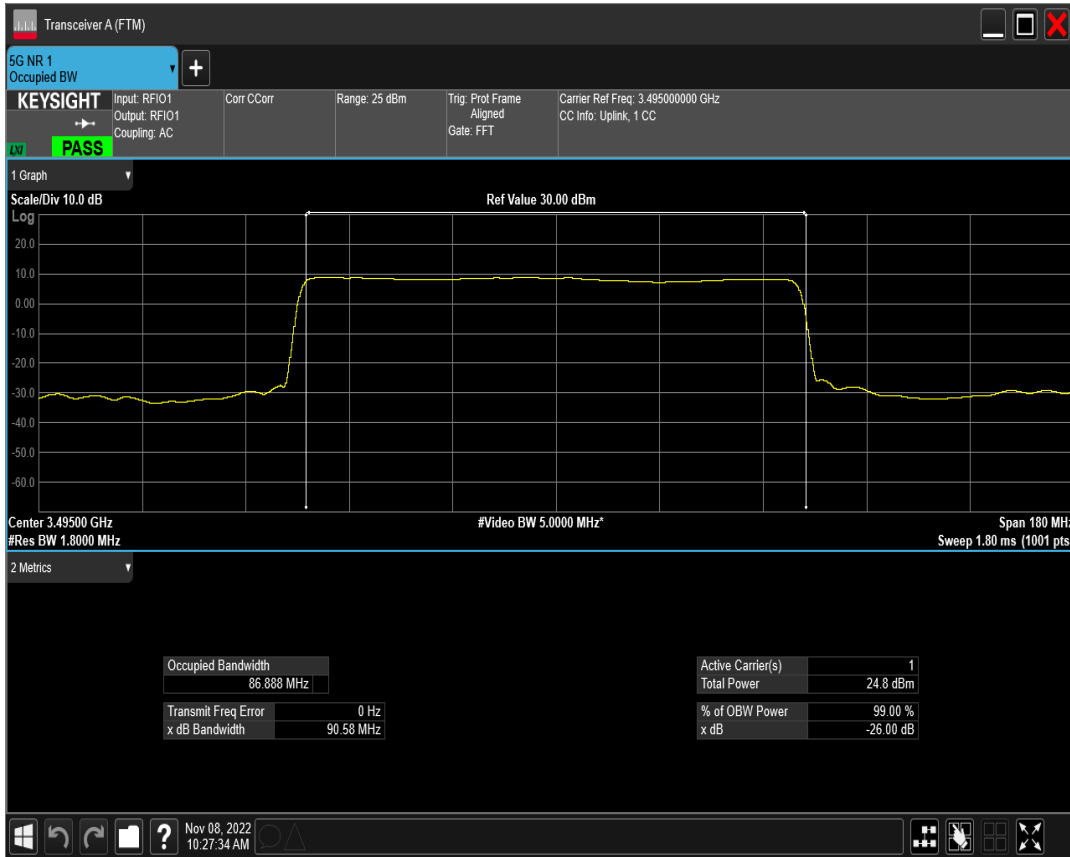 Transceiver A (FTM)
5G NR 1
Occupied BW
+
KEYSIGHT
LXI
PASS
Input: RFIO1
Output: RFIO1
Coupling: AC
Corr CCorr
Range: 25 dBm
Trig: Prot Frame
Aligned
Gate: FFT
Carrier Ref Freq: 3.495000000 GHz
CC Info: Uplink, 1 CC
1 Graph
Scale/Div 10.0 dB
Ref Value 30.00 dBm
Log
20.0
10.0
0.00
-10.0
-20.0
-30.0
-40.0
-50.0
-60.0
Center 3.49500 GHz
#Video BW 5.0000 MHz*
Span 180 MHz
#Res BW 1.8000 MHz
Sweep 1.80 ms (1001 pts
2 Metrics
Occupied Bandwidth
86.888 MHz
Transmit Freq Error 0 Hz
x dB Bandwidth 90.58 MHz
Active Carrier(s) 1
Total Power 24.8 dBm
% of OBW Power 99.00 %
x dB -26.00 dB
?
Nov 08, 2022
10:27:34 AM